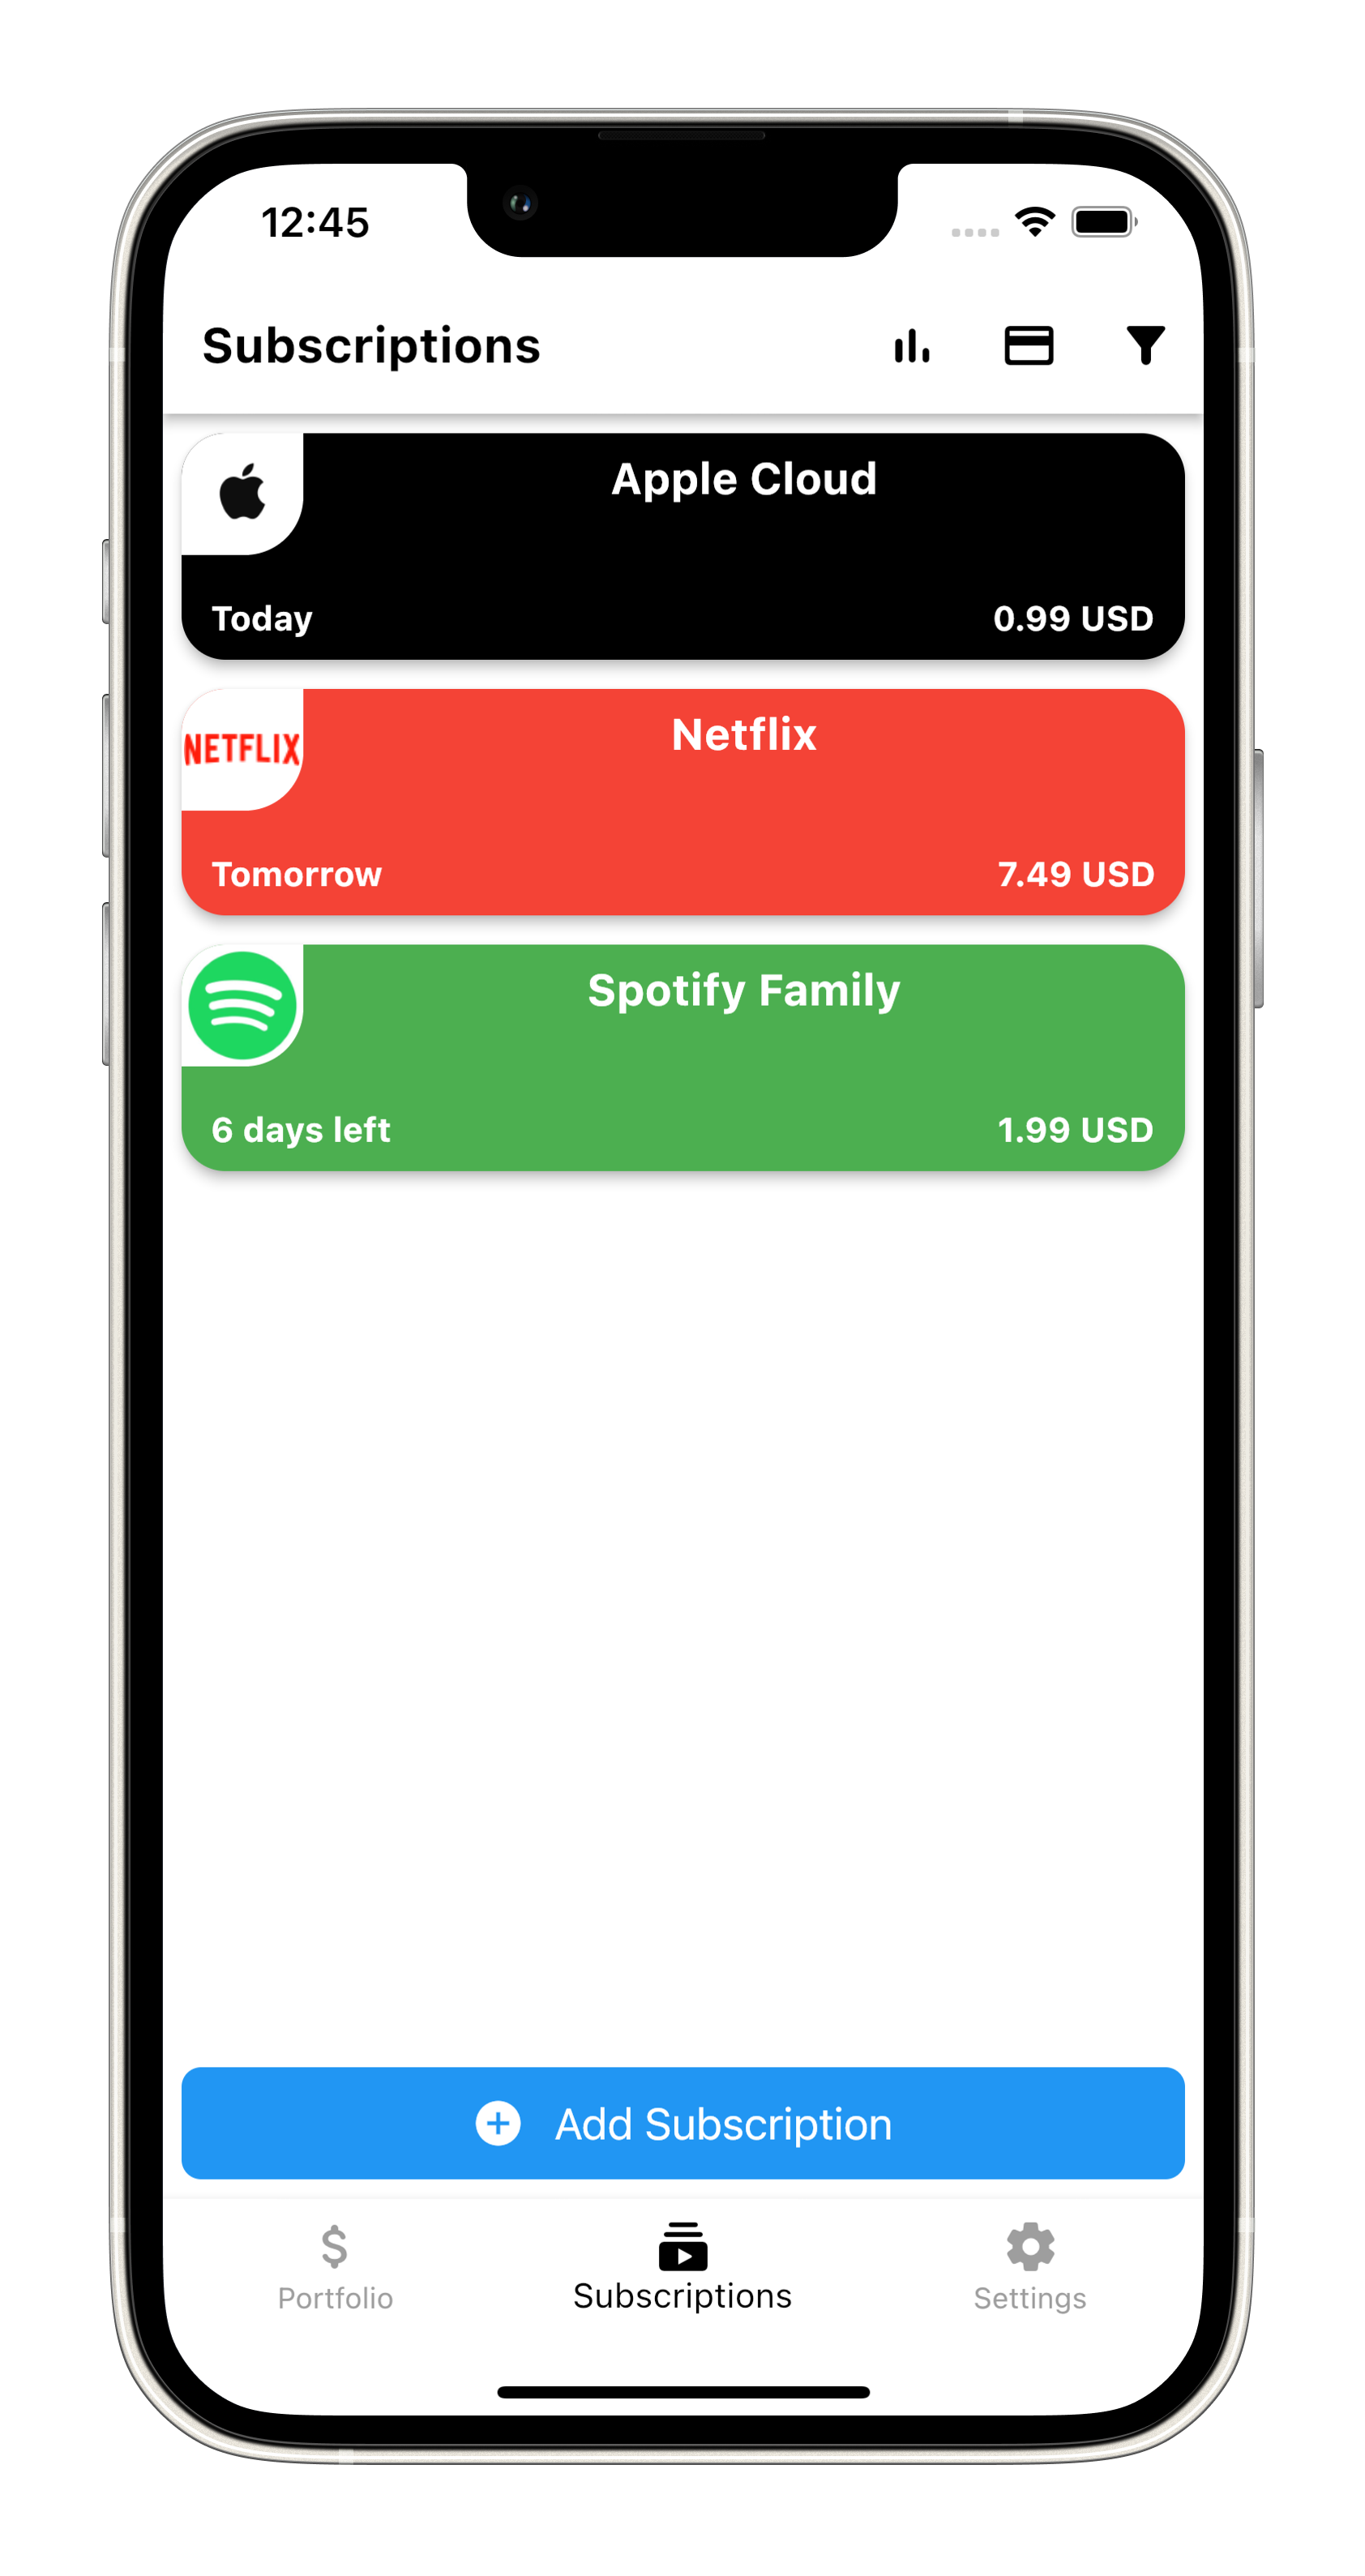 12:45
Subscriptions
Apple Cloud
Today
0.99 USD
NETFLIX
Netflix
Tomorrow
7.49 USD
Spotify Family
6 days left
1.99 USD
Add Subscription
$
Portfolio
Subscriptions
Settings